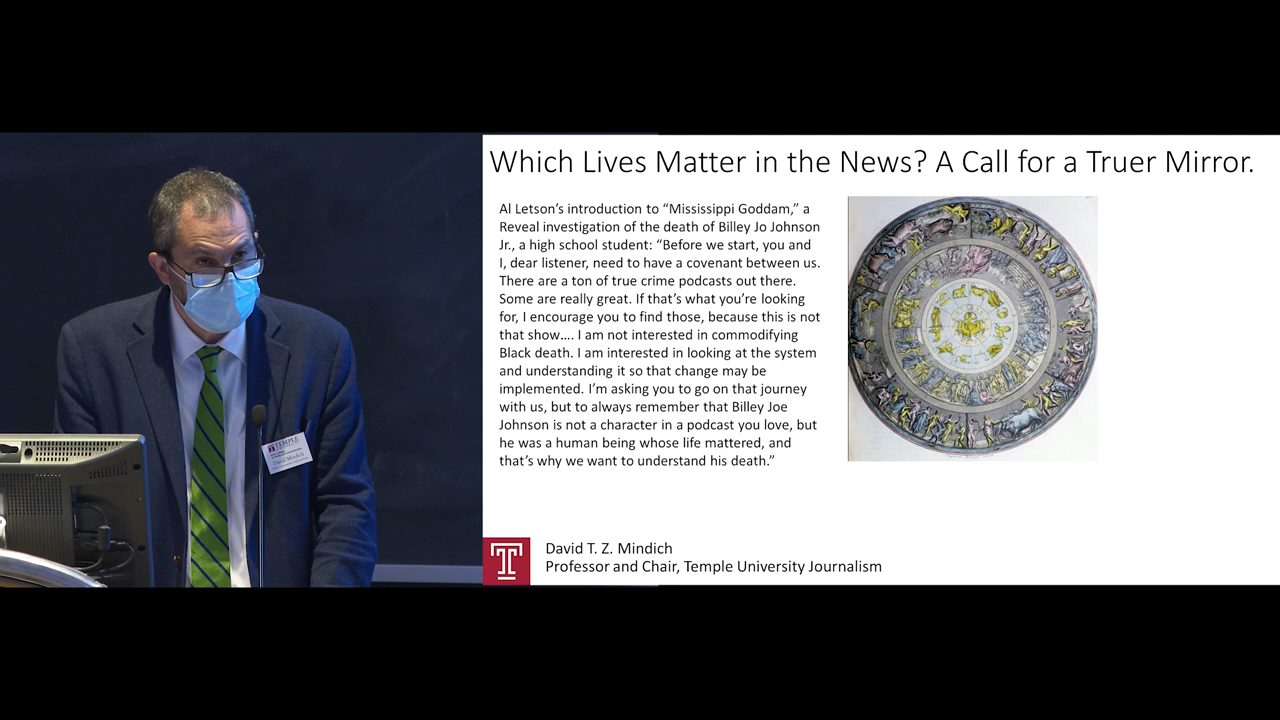 Which Lives Matter in the News? A Call for a Truer Mirror.
Al Letson’s introduction to “Mississippi Goddam,” a
Reveal investigation of the death of Billey Jo Johnson
Jr., a high school student: “Before we start, you and
I, dear listener, need to have a covenant between us.
There are a ton of true crime podcasts out there.
Some are really great. If that’s what you’re looking
for, I encourage you to find those, because this is not
that show…. I am not interested in commodifying
Black death. I am interested in looking at the system
and understanding it so that change may be
implemented. I’m asking you to go on that journey
with us, but to always remember that Billey Joe
Johnson is not a character in a podcast you love, but
he was a human being whose life mattered, and
that’s why we want to understand his death.”
David T. Z. Mindich
Professor and Chair, Temple University Journalism
TEMPLE
David Mindich